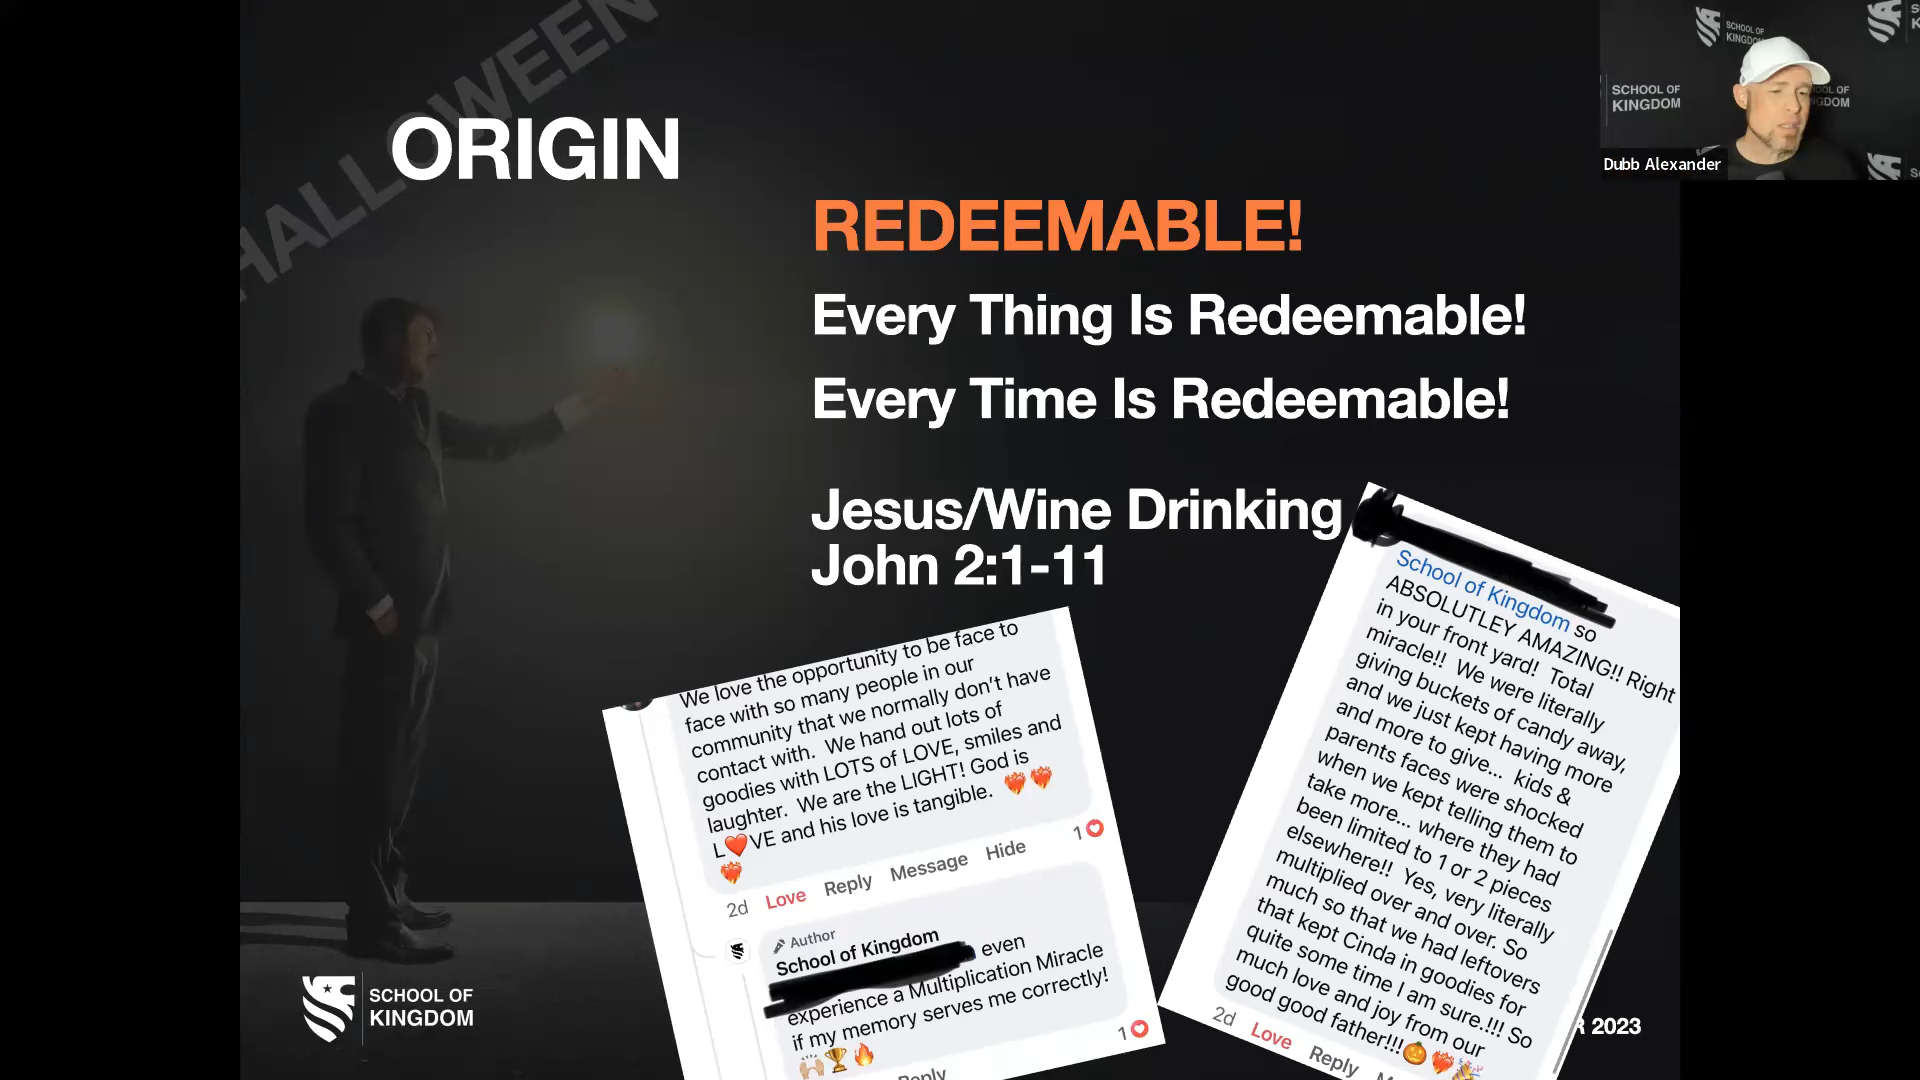 HALLOWEEN
ORIGIN
REDEEMABLE!
Every Thing Is Redeemable!
Every Time Is Redeemable!
Jesus/Wine Drinking
John 2:1-11
We love the opportunity to be face to
face with so many people in our
community that we normally don't have
contact with. We hand out lots of
goodies with LOTS of LOVE, smiles and
laughter. We are the LIGHT! God is
L❤️VE and his love is tangible. ❤️‍🔥❤️‍🔥
❤️‍🔥
1
2d Love Reply Message Hide
Author
School of Kingdom
even
experience a Multiplication Miracle
if my memory serves me correctly!
🙌🏼🏆🔥
1
Reply
School of Kingdom so
ABSOLUTLEY AMAZING!! Right
in your front yard! Total
miracle!! We were literally
giving buckets of candy away,
and we just kept having more
and more to give... kids &
parents faces were shocked
when we kept telling them to
take more... where they had
been limited to 1 or 2 pieces
elsewhere!! Yes, very literally
multiplied over and over. So
much so that we had leftovers
that kept Cinda in goodies for
quite some time I am sure.!!! So
much love and joy from our
good good father!!!🎃❤️‍🔥🎉
2d Love Reply
SCHOOL OF
KINGDOM
2023
SCHOOL OF
KINGDOM
SCHOOL OF
KINGDOM
Dubb Alexander